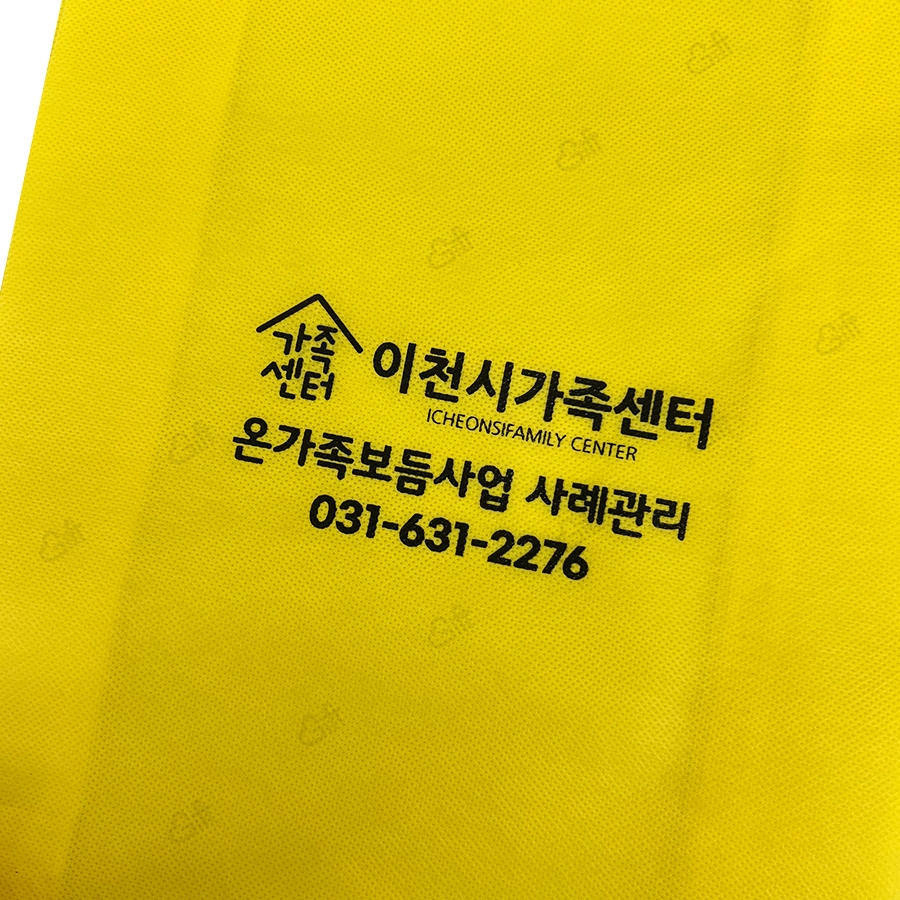 가족
센터
이천시가족센터
ICHEONSIFAMILY CENTER
온가족보듬사업 사례관리
031-631-2276